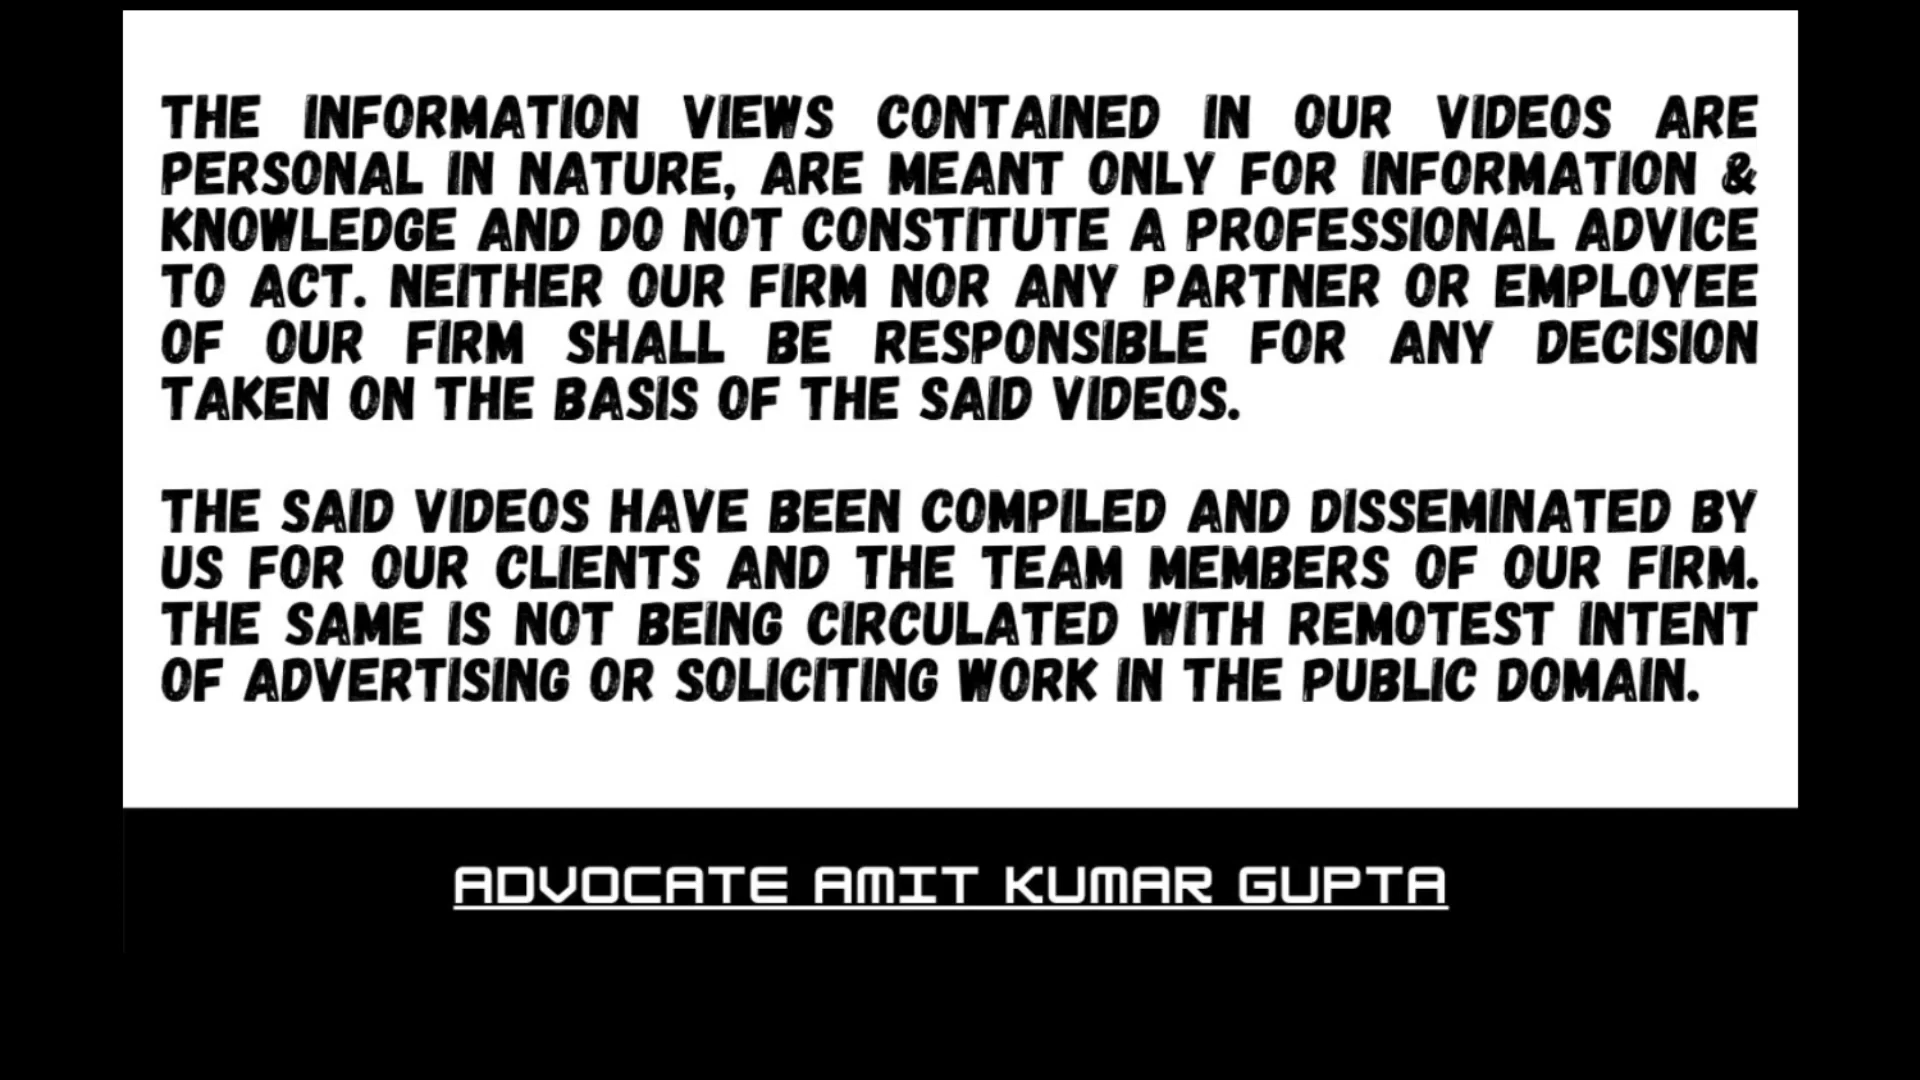 THE INFORMATION VIEWS CONTAINED IN OUR VIDEOS ARE
PERSONAL IN NATURE, ARE MEANT ONLY FOR INFORMATION &
KNOWLEDGE AND DO NOT CONSTITUTE A PROFESSIONAL ADVICE
TO ACT. NEITHER OUR FIRM NOR ANY PARTNER OR EMPLOYEE
OF OUR FIRM SHALL BE RESPONSIBLE FOR ANY DECISION
TAKEN ON THE BASIS OF THE SAID VIDEOS.
THE SAID VIDEOS HAVE BEEN COMPILED AND DISSEMINATED BY
US FOR OUR CLIENTS AND THE TEAM MEMBERS OF OUR FIRM.
THE SAME IS NOT BEING CIRCULATED WITH REMOTEST INTENT
OF ADVERTISING OR SOLICITING WORK IN THE PUBLIC DOMAIN.
ADVOCATE AMIT KUMAR GUPTA